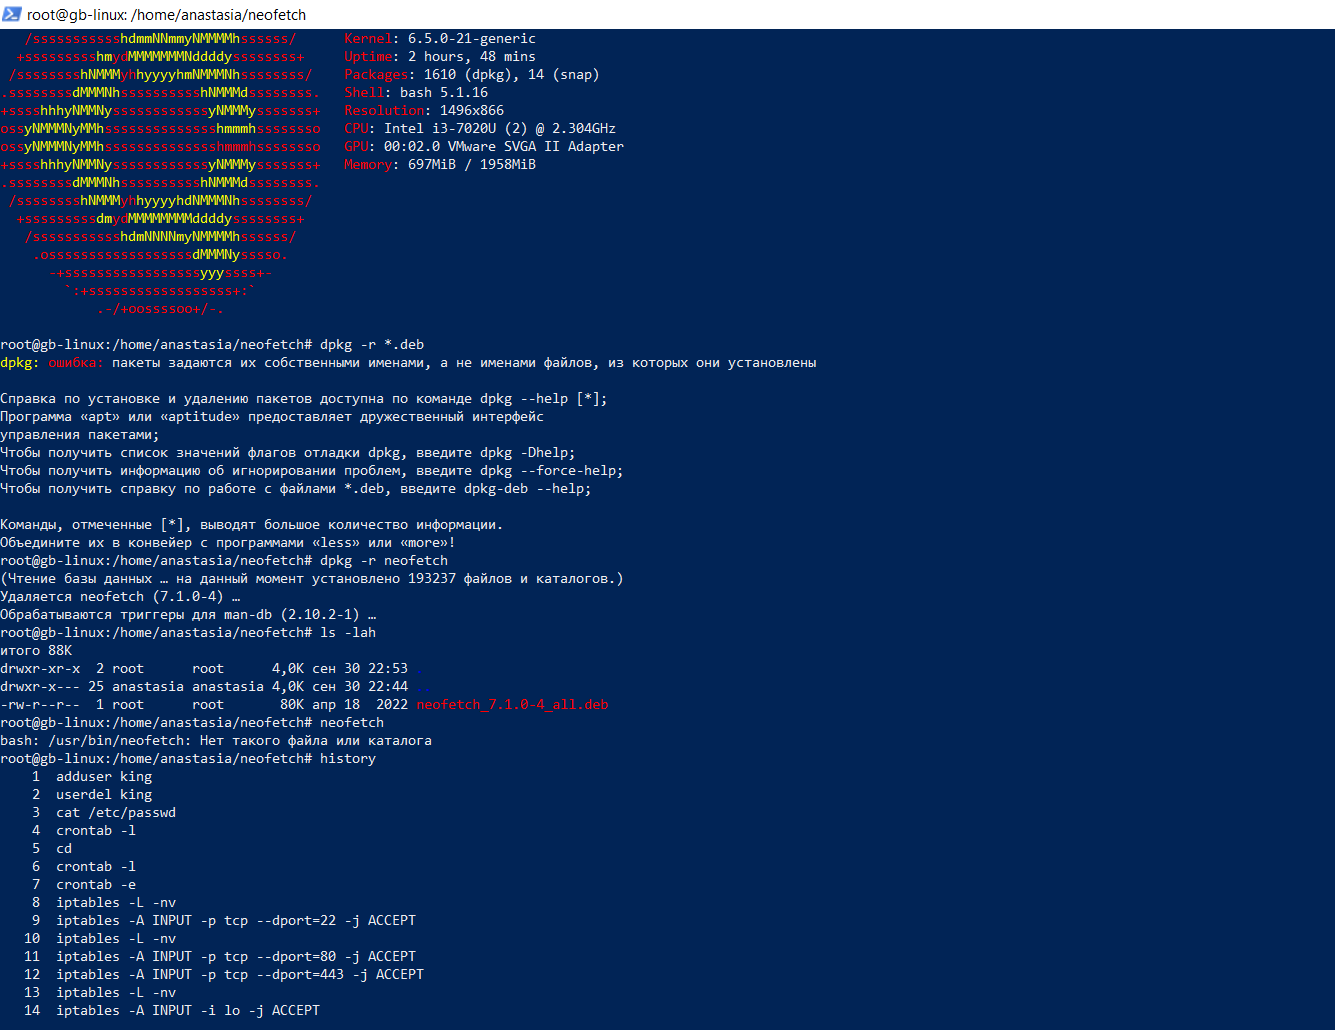 root@gb-linux: /home/anastasia/neofetch
/ssssssssssshdmmNNmmyNMMMMhssssss/ Kernel: 6.5.0-21-generic
+ssssssssshmydMMMMMMMNddddyssssssss+ Uptime: 2 hours, 48 mins
/sssssssshNMMMyhhyyyyhmNMMMNhssssssss/ Packages: 1610 (dpkg), 14 (snap)
.ssssssssdMMMNhsssssssssshNMMMdssssssss. Shell: bash 5.1.16
+sssshhhyNMMNyssssssssssssyNMMMysssssss+ Resolution: 1496x866
ossyNMMMNyMMhsssssssssssssshmmmhssssssso CPU: Intel i3-7020U (2) @ 2.304GHz
ossyNMMMNyMMhsssssssssssssshmmmhssssssso GPU: 00:02.0 VMware SVGA II Adapter
+sssshhhyNMMNyssssssssssssyNMMMysssssss+ Memory: 697MiB / 1958MiB
.ssssssssdMMMNhsssssssssshNMMMdssssssss.
/sssssssshNMMMyhhyyyyhdNMMMNhssssssss/
+sssssssssdmydMMMMMMMMddddyssssssss+
/ssssssssssshdmNNNNmyNMMMMhssssss/
.ossssssssssssssssssdMMMNysssso.
-+sssssssssssssssssyyyssss+-
`:+ssssssssssssssssss+:`
.-/+oossssoo+/-.
root@gb-linux:/home/anastasia/neofetch# dpkg -r *.deb
dpkg: ошибка: пакеты задаются их собственными именами, а не именами файлов, из которых они установлены
Справка по установке и удалению пакетов доступна по команде dpkg --help [*];
Программа «apt» или «aptitude» предоставляет дружественный интерфейс
управления пакетами;
Чтобы получить список значений флагов отладки dpkg, введите dpkg -Dhelp;
Чтобы получить информацию об игнорировании проблем, введите dpkg --force-help;
Чтобы получить справку по работе с файлами *.deb, введите dpkg-deb --help;
Команды, отмеченные [*], выводят большое количество информации.
Объедините их в конвейер с программами «less» или «more»!
root@gb-linux:/home/anastasia/neofetch# dpkg -r neofetch
(Чтение базы данных … на данный момент установлено 193237 файлов и каталогов.)
Удаляется neofetch (7.1.0-4) …
Обрабатываются триггеры для man-db (2.10.2-1) …
root@gb-linux:/home/anastasia/neofetch# ls -lah
итого 88K
drwxr-xr-x 2 root root 4,0K сен 30 22:53 .
drwxr-x--- 25 anastasia anastasia 4,0K сен 30 22:44 ..
-rw-r--r-- 1 root root 80K апр 18 2022 neofetch_7.1.0-4_all.deb
root@gb-linux:/home/anastasia/neofetch# neofetch
bash: /usr/bin/neofetch: Нет такого файла или каталога
root@gb-linux:/home/anastasia/neofetch# history
1 adduser king
2 userdel king
3 cat /etc/passwd
4 crontab -l
5 cd
6 crontab -l
7 crontab -e
8 iptables -L -nv
9 iptables -A INPUT -p tcp --dport=22 -j ACCEPT
10 iptables -L -nv
11 iptables -A INPUT -p tcp --dport=80 -j ACCEPT
12 iptables -A INPUT -p tcp --dport=443 -j ACCEPT
13 iptables -L -nv
14 iptables -A INPUT -i lo -j ACCEPT